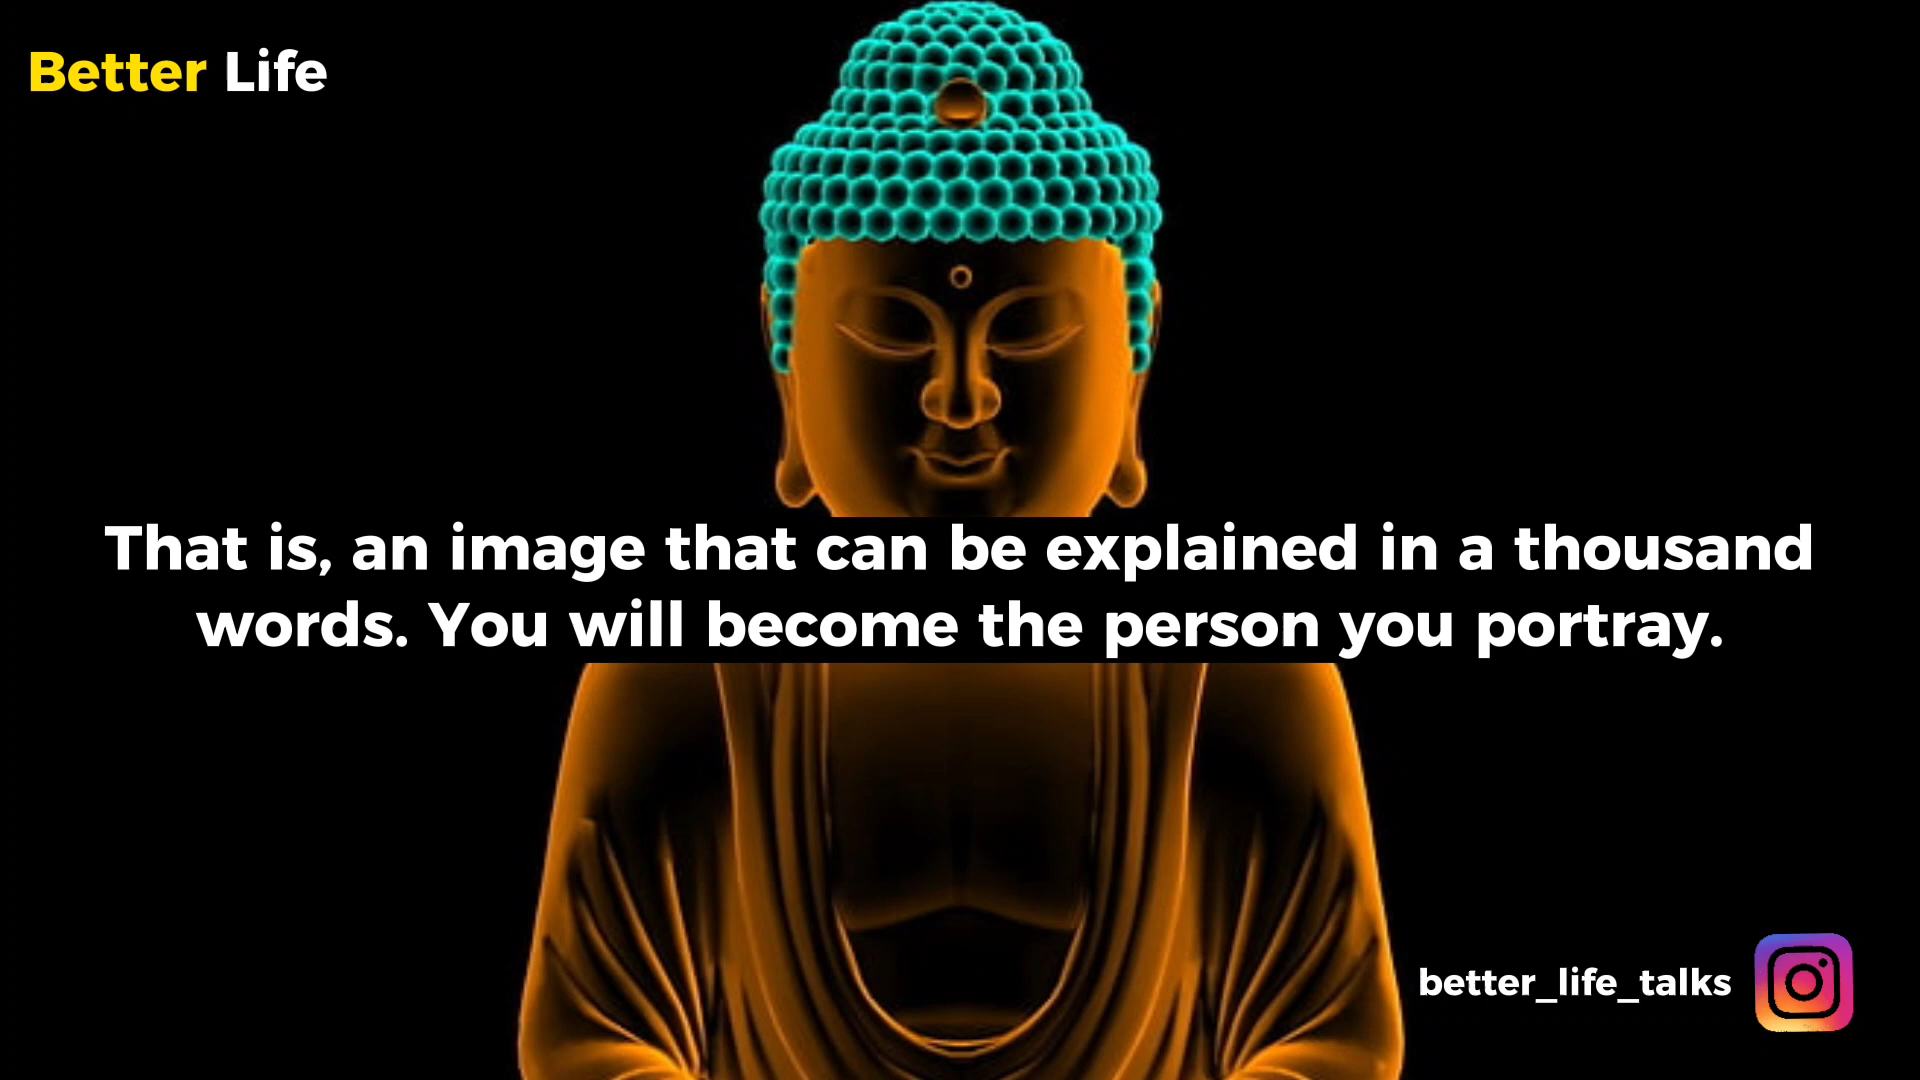 Better Life
That is, an image that can be explained in a thousand
words. You will become the person you portray.
better_life_talks